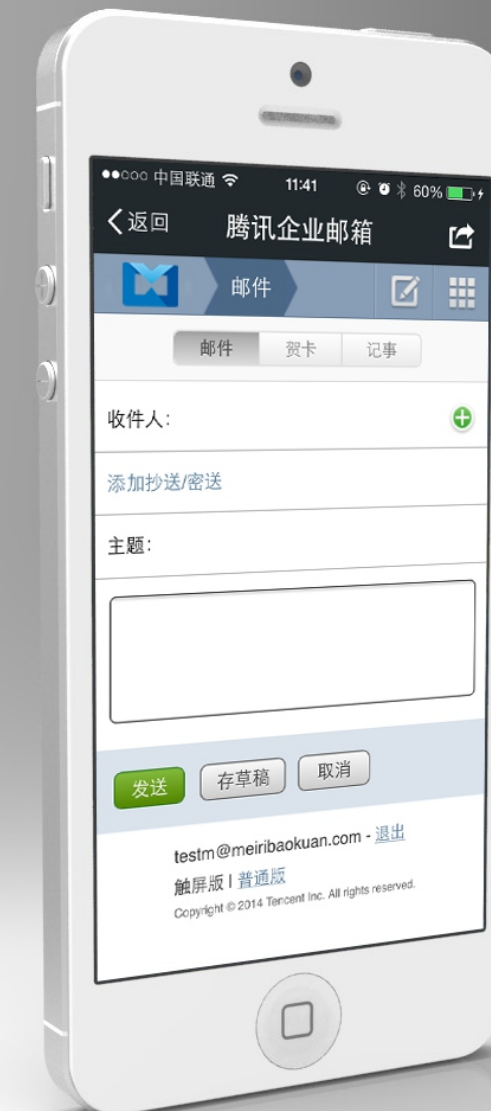 中国联通 11:41 60%
返回 腾讯企业邮箱
邮件
邮件 贺卡 记事
收件人:
添加抄送/密送
主题:
发送 存草稿 取消
testm@meiribaokuan.com - 退出
触屏版 | 普通版
Copyright © 2014 Tencent Inc. All rights reserved.